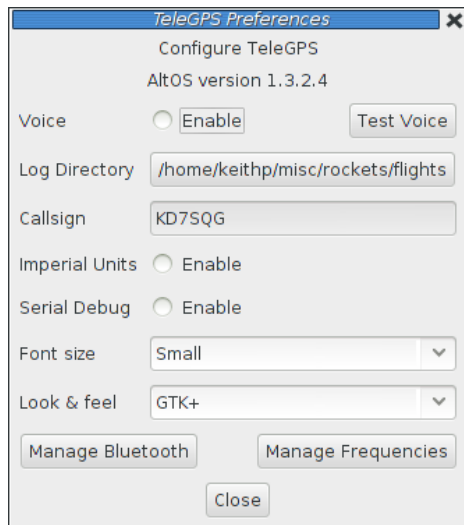 TeleGPS Preferences
Configure TeleGPS
AltOS version 1.3.2.4
Voice Enable Test Voice
Log Directory /home/keithp/misc/rockets/flights
Callsign KD7SQG
Imperial Units Enable
Serial Debug Enable
Font size Small
Look & feel GTK+
Manage Bluetooth Manage Frequencies
Close